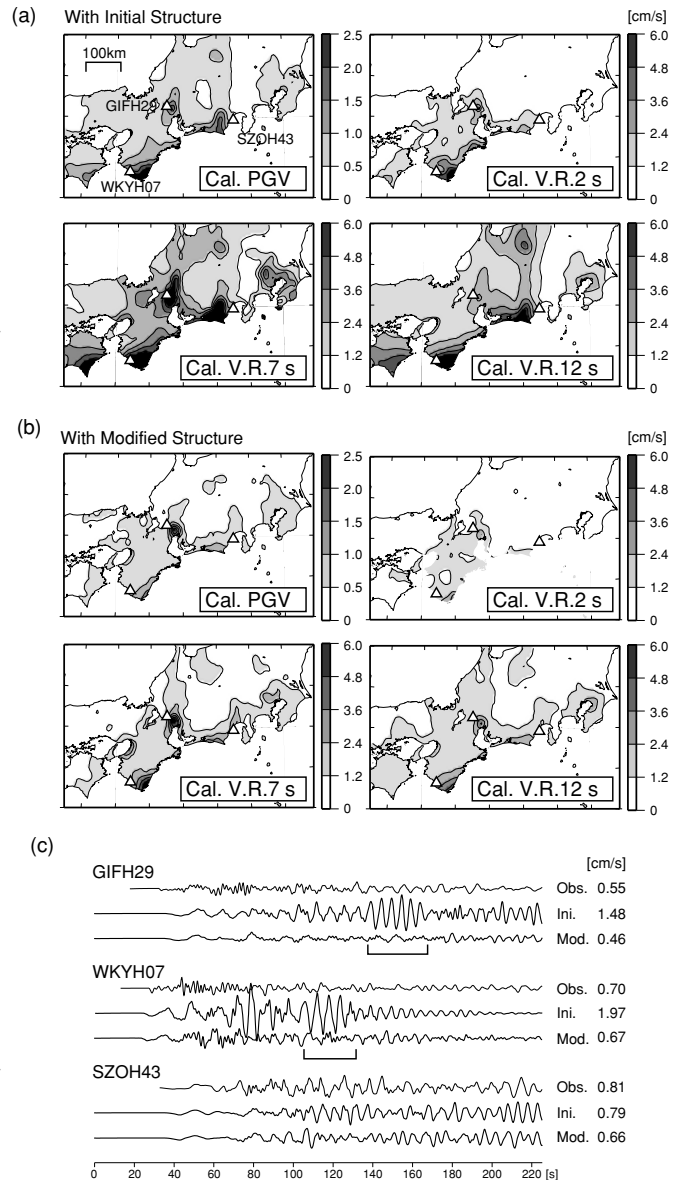 (a)
With Initial Structure
[cm/s]
100km
GIFH29
SZOH43
WKYH07
Cal. PGV
2.5
2.0
1.5
1.0
0.5
0
Cal. V.R.2 s
6.0
4.8
3.6
2.4
1.2
0
Cal. V.R.7 s
6.0
4.8
3.6
2.4
1.2
0
Cal. V.R.12 s
6.0
4.8
3.6
2.4
1.2
0
(b)
With Modified Structure
[cm/s]
Cal. PGV
2.5
2.0
1.5
1.0
0.5
0
Cal. V.R.2 s
6.0
4.8
3.6
2.4
1.2
0
Cal. V.R.7 s
6.0
4.8
3.6
2.4
1.2
0
Cal. V.R.12 s
6.0
4.8
3.6
2.4
1.2
0
(c)
[cm/s]
GIFH29
Obs. 0.55
Ini. 1.48
Mod. 0.46
WKYH07
Obs. 0.70
Ini. 1.97
Mod. 0.67
SZOH43
Obs. 0.81
Ini. 0.79
Mod. 0.66
0 20 40 60 80 100 120 140 160 180 200 220 [s]